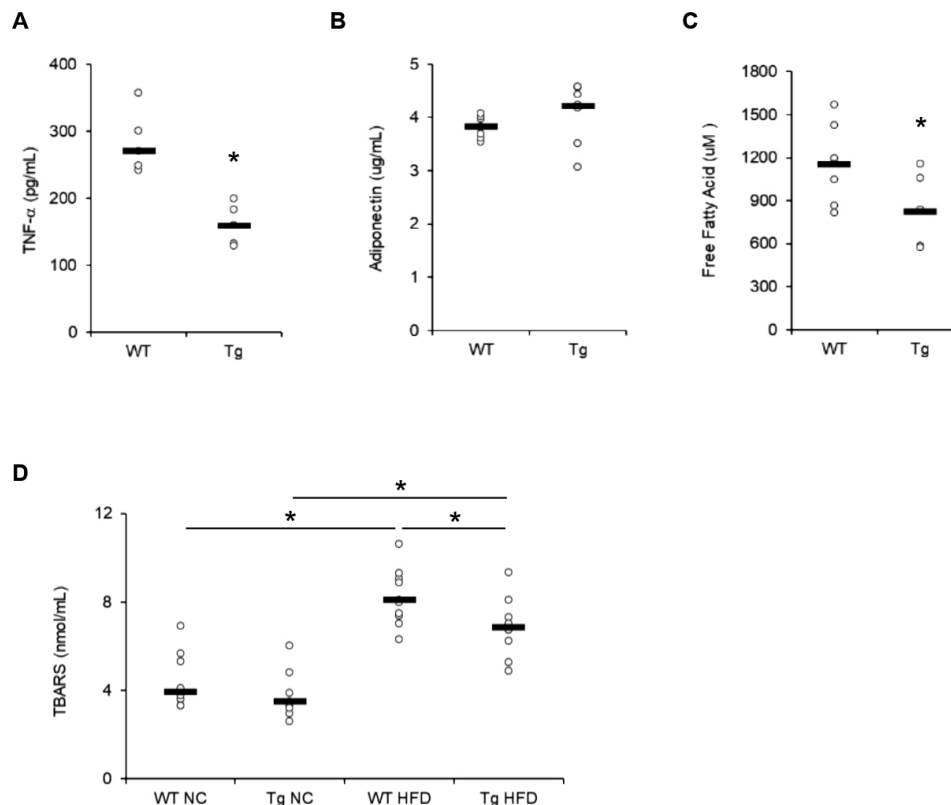 A
TNF-α (pg/mL)
400
300
200
100
0
*
WT
Tg
B
Adiponectin (ug/mL)
5
4
3
2
1
0
WT
Tg
C
Free Fatty Acid (uM )
1800
1500
1200
900
600
300
0
*
WT
Tg
D
TBARS (nmol/mL)
12
8
4
0
*
*
*
WT NC
Tg NC
WT HFD
Tg HFD